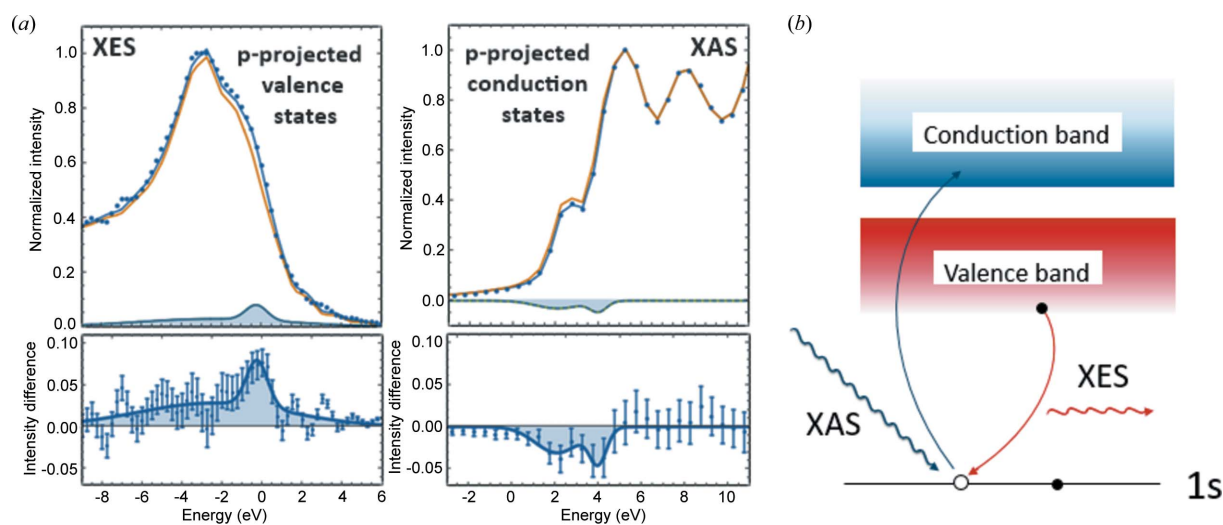 (a)
XES
p-projected
valence
states
Normalized intensity
1.0
0.8
0.6
0.4
0.2
0.0
Intensity difference
0.10
0.05
0.00
-0.05
-8
-6
-4
-2
0
2
4
6
Energy (eV)
XAS
p-projected
conduction
states
Normalized intensity
1.0
0.8
0.6
0.4
0.2
0.0
Intensity difference
0.10
0.05
0.00
-0.05
-2
0
2
4
6
8
10
Energy (eV)
(b)
Conduction band
Valence band
XES
XAS
1s